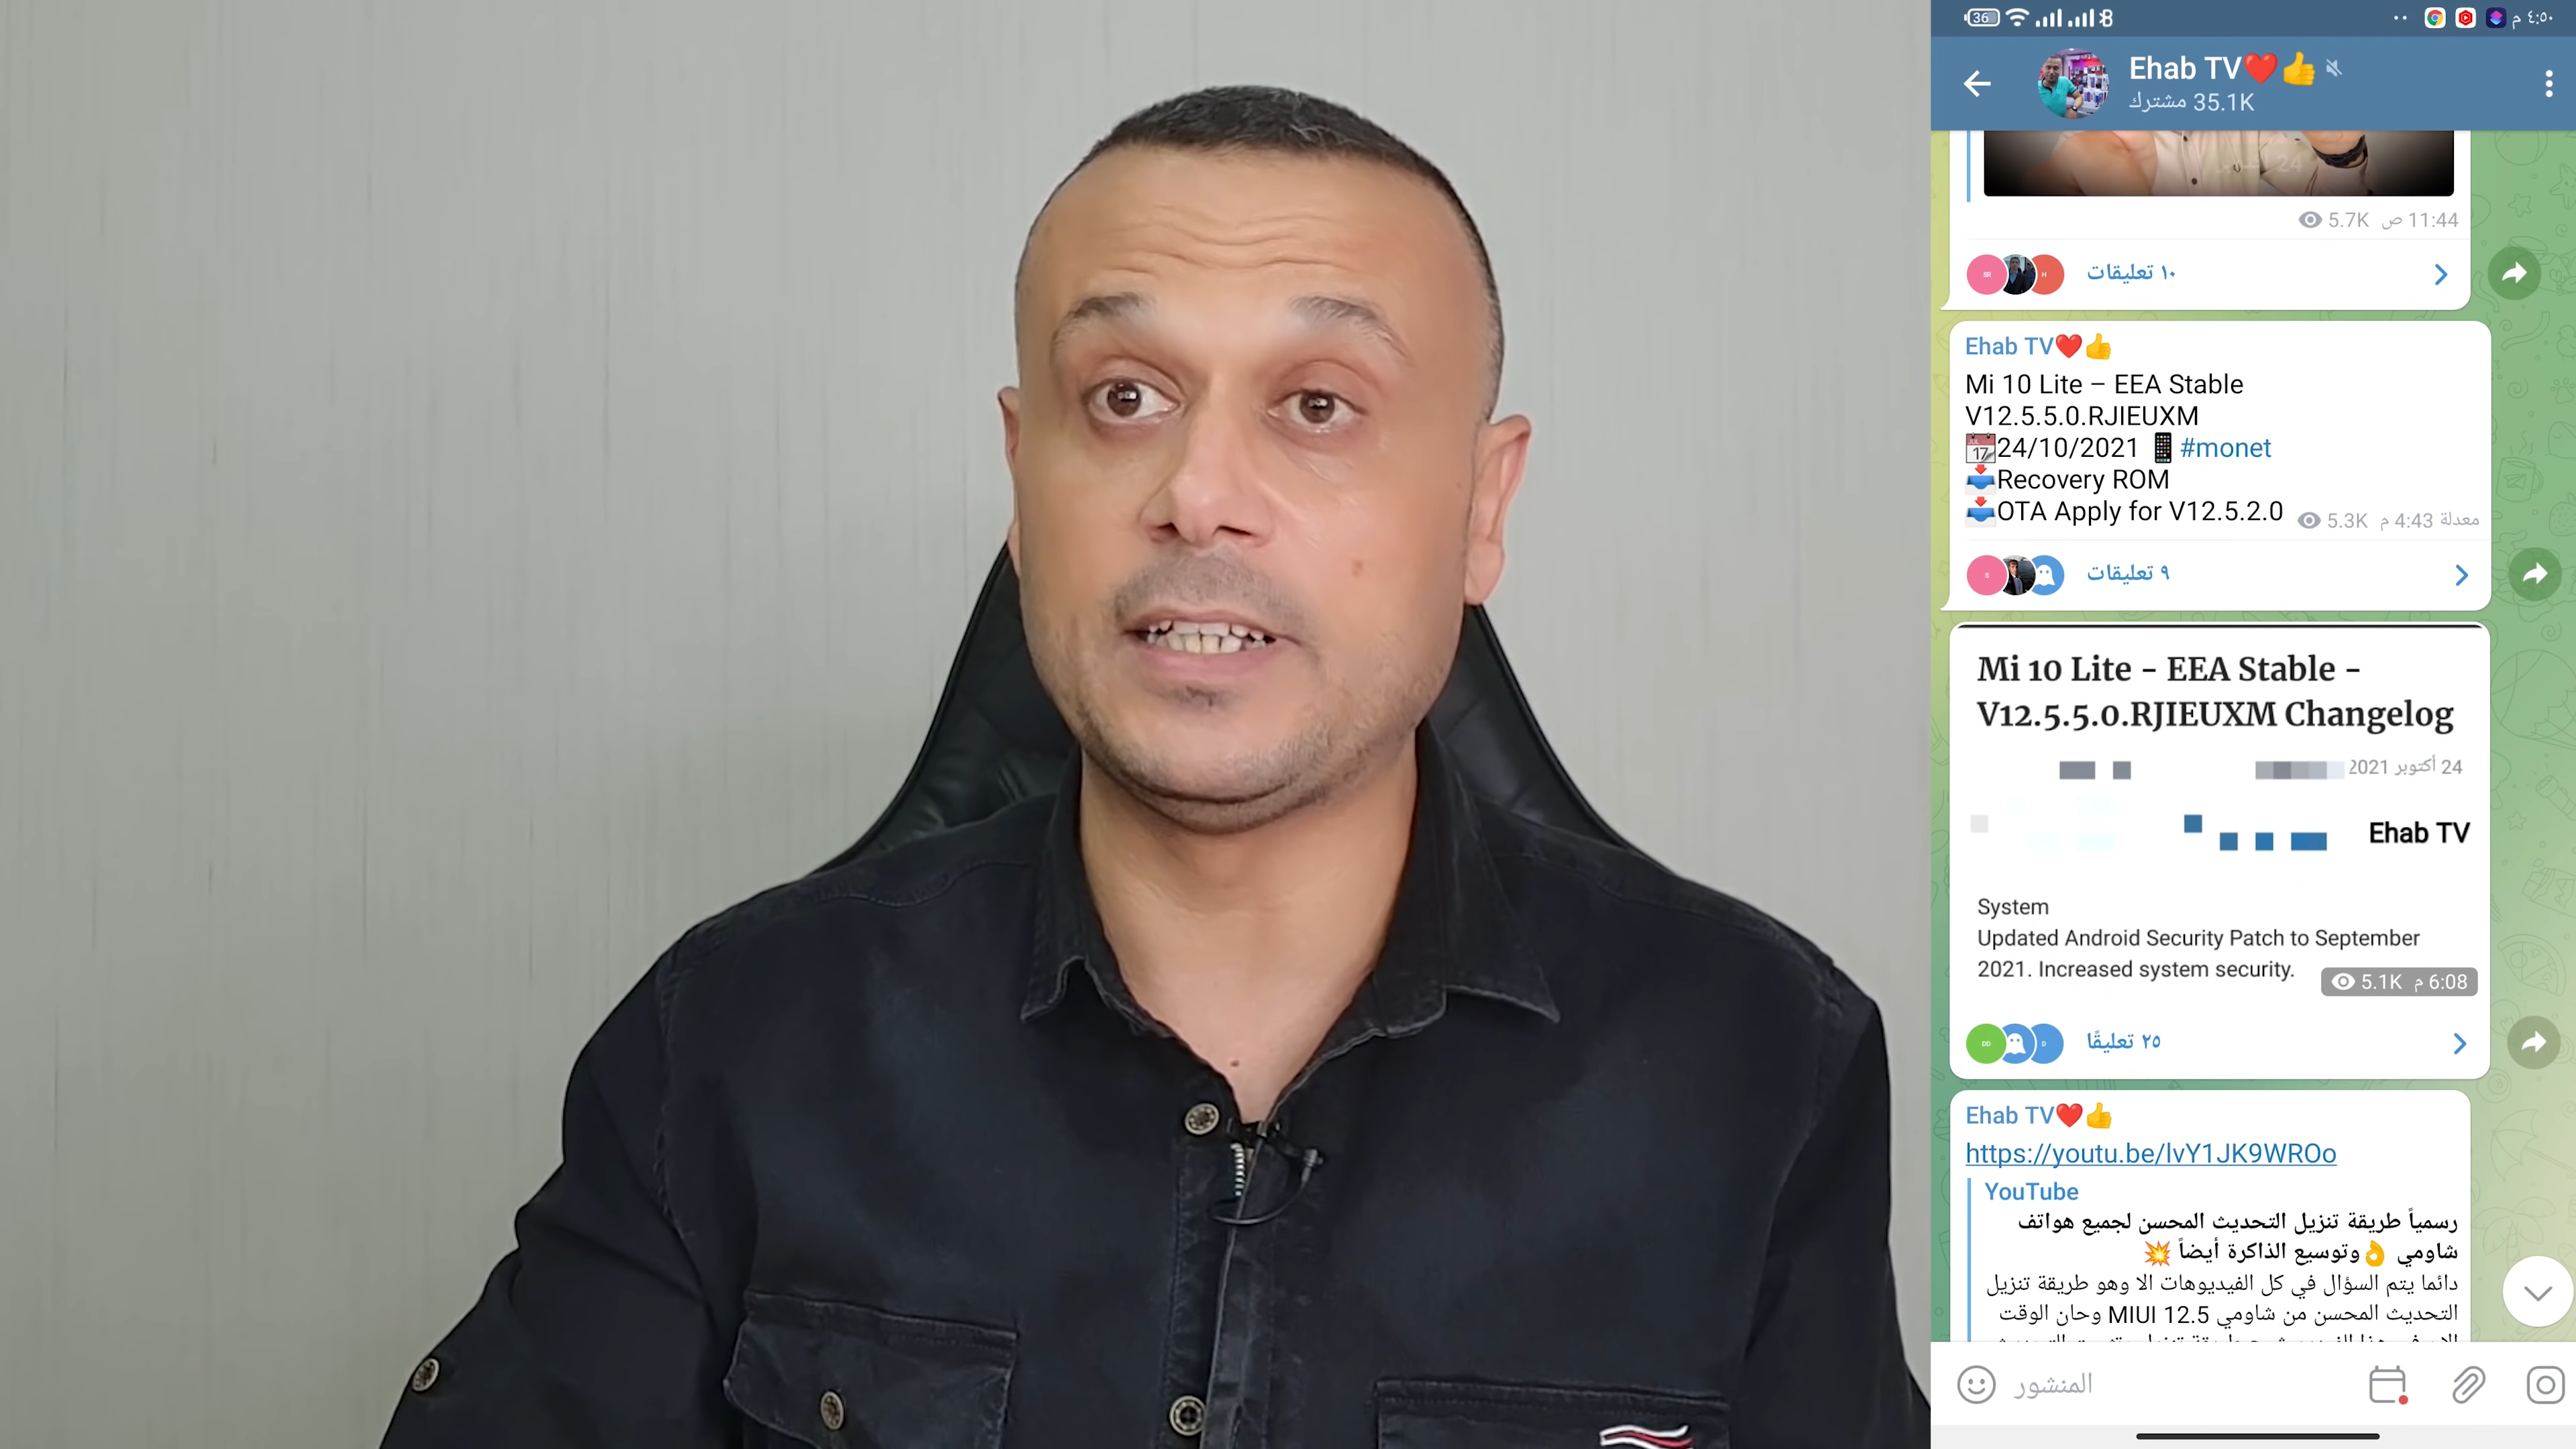 36
٤:٥٠ م
Ehab TV❤️👍
35.1K مشترك
11:44 ص 5.7K
١٠ تعليقات
Ehab TV❤️👍
Mi 10 Lite – EEA Stable
V12.5.5.0.RJIEUXM
📆24/10/2021 📱#monet
📥Recovery ROM
📥OTA Apply for V12.5.2.0
معدلة 4:43 م 5.3K
٩ تعليقات
Mi 10 Lite - EEA Stable -
V12.5.5.0.RJIEUXM Changelog
24 أكتوبر 2021
Ehab TV
System
Updated Android Security Patch to September
2021. Increased system security.
6:08 م 5.1K
٢٥ تعليقًا
Ehab TV❤️👍
https://youtu.be/lvY1JK9WROo
YouTube
رسمياً طريقة تنزيل التحديث المحسن لجميع هواتف
شاومي 👌وتوسيع الذاكرة أيضاً 💥
دائما يتم السؤال في كل الفيديوهات الا وهو طريقة تنزيل
التحديث المحسن من شاومي MIUI 12.5 وحان الوقت
المنشور